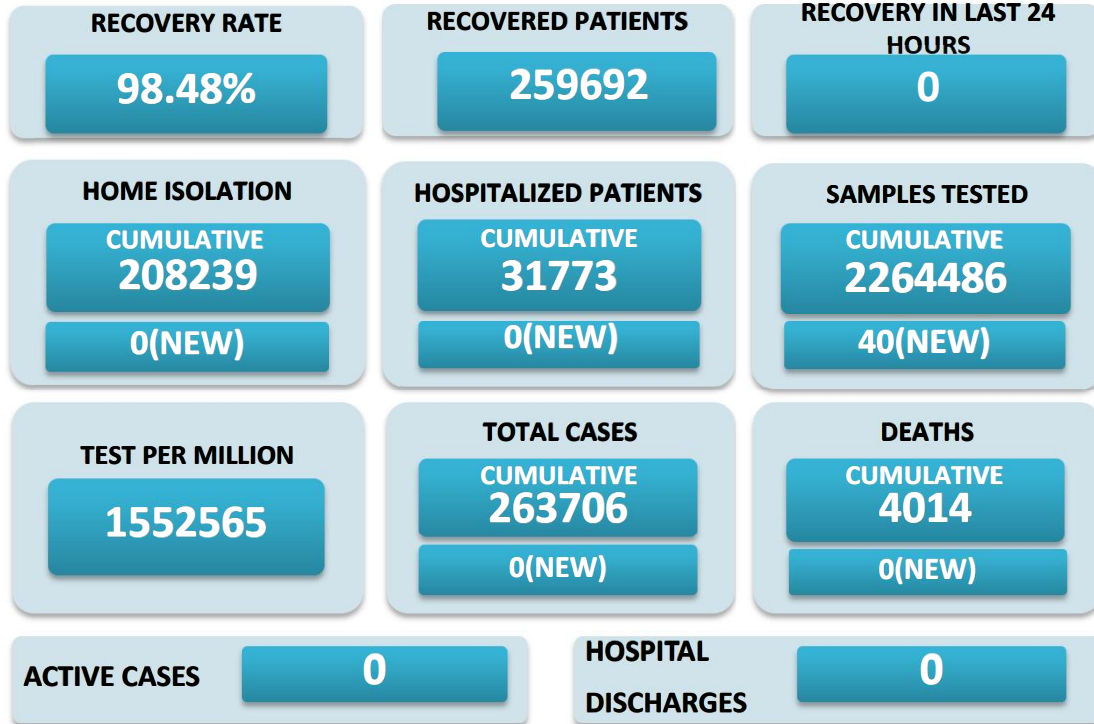 RECOVERY RATE
98.48%
RECOVERED PATIENTS
259692
RECOVERY IN LAST 24
HOURS
0
HOME ISOLATION
CUMULATIVE
208239
0(NEW)
HOSPITALIZED PATIENTS
CUMULATIVE
31773
0(NEW)
SAMPLES TESTED
CUMULATIVE
2264486
40(NEW)
TEST PER MILLION
1552565
TOTAL CASES
CUMULATIVE
263706
0(NEW)
DEATHS
CUMULATIVE
4014
0(NEW)
ACTIVE CASES
0
HOSPITAL
DISCHARGES
0